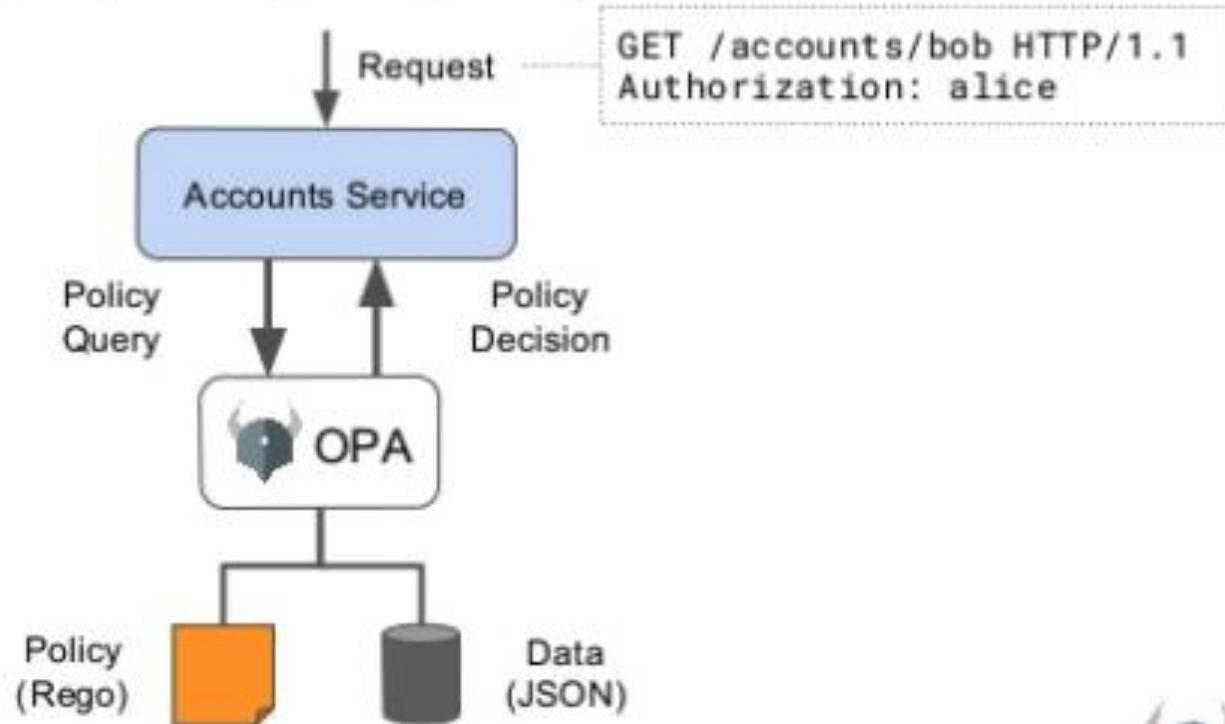 GET /accounts/bob HTTP/1.1
Authorization: alice
Request
Accounts Service
Policy
Query
Policy
Decision
OPA
Policy
(Rego)
Data
(JSON)